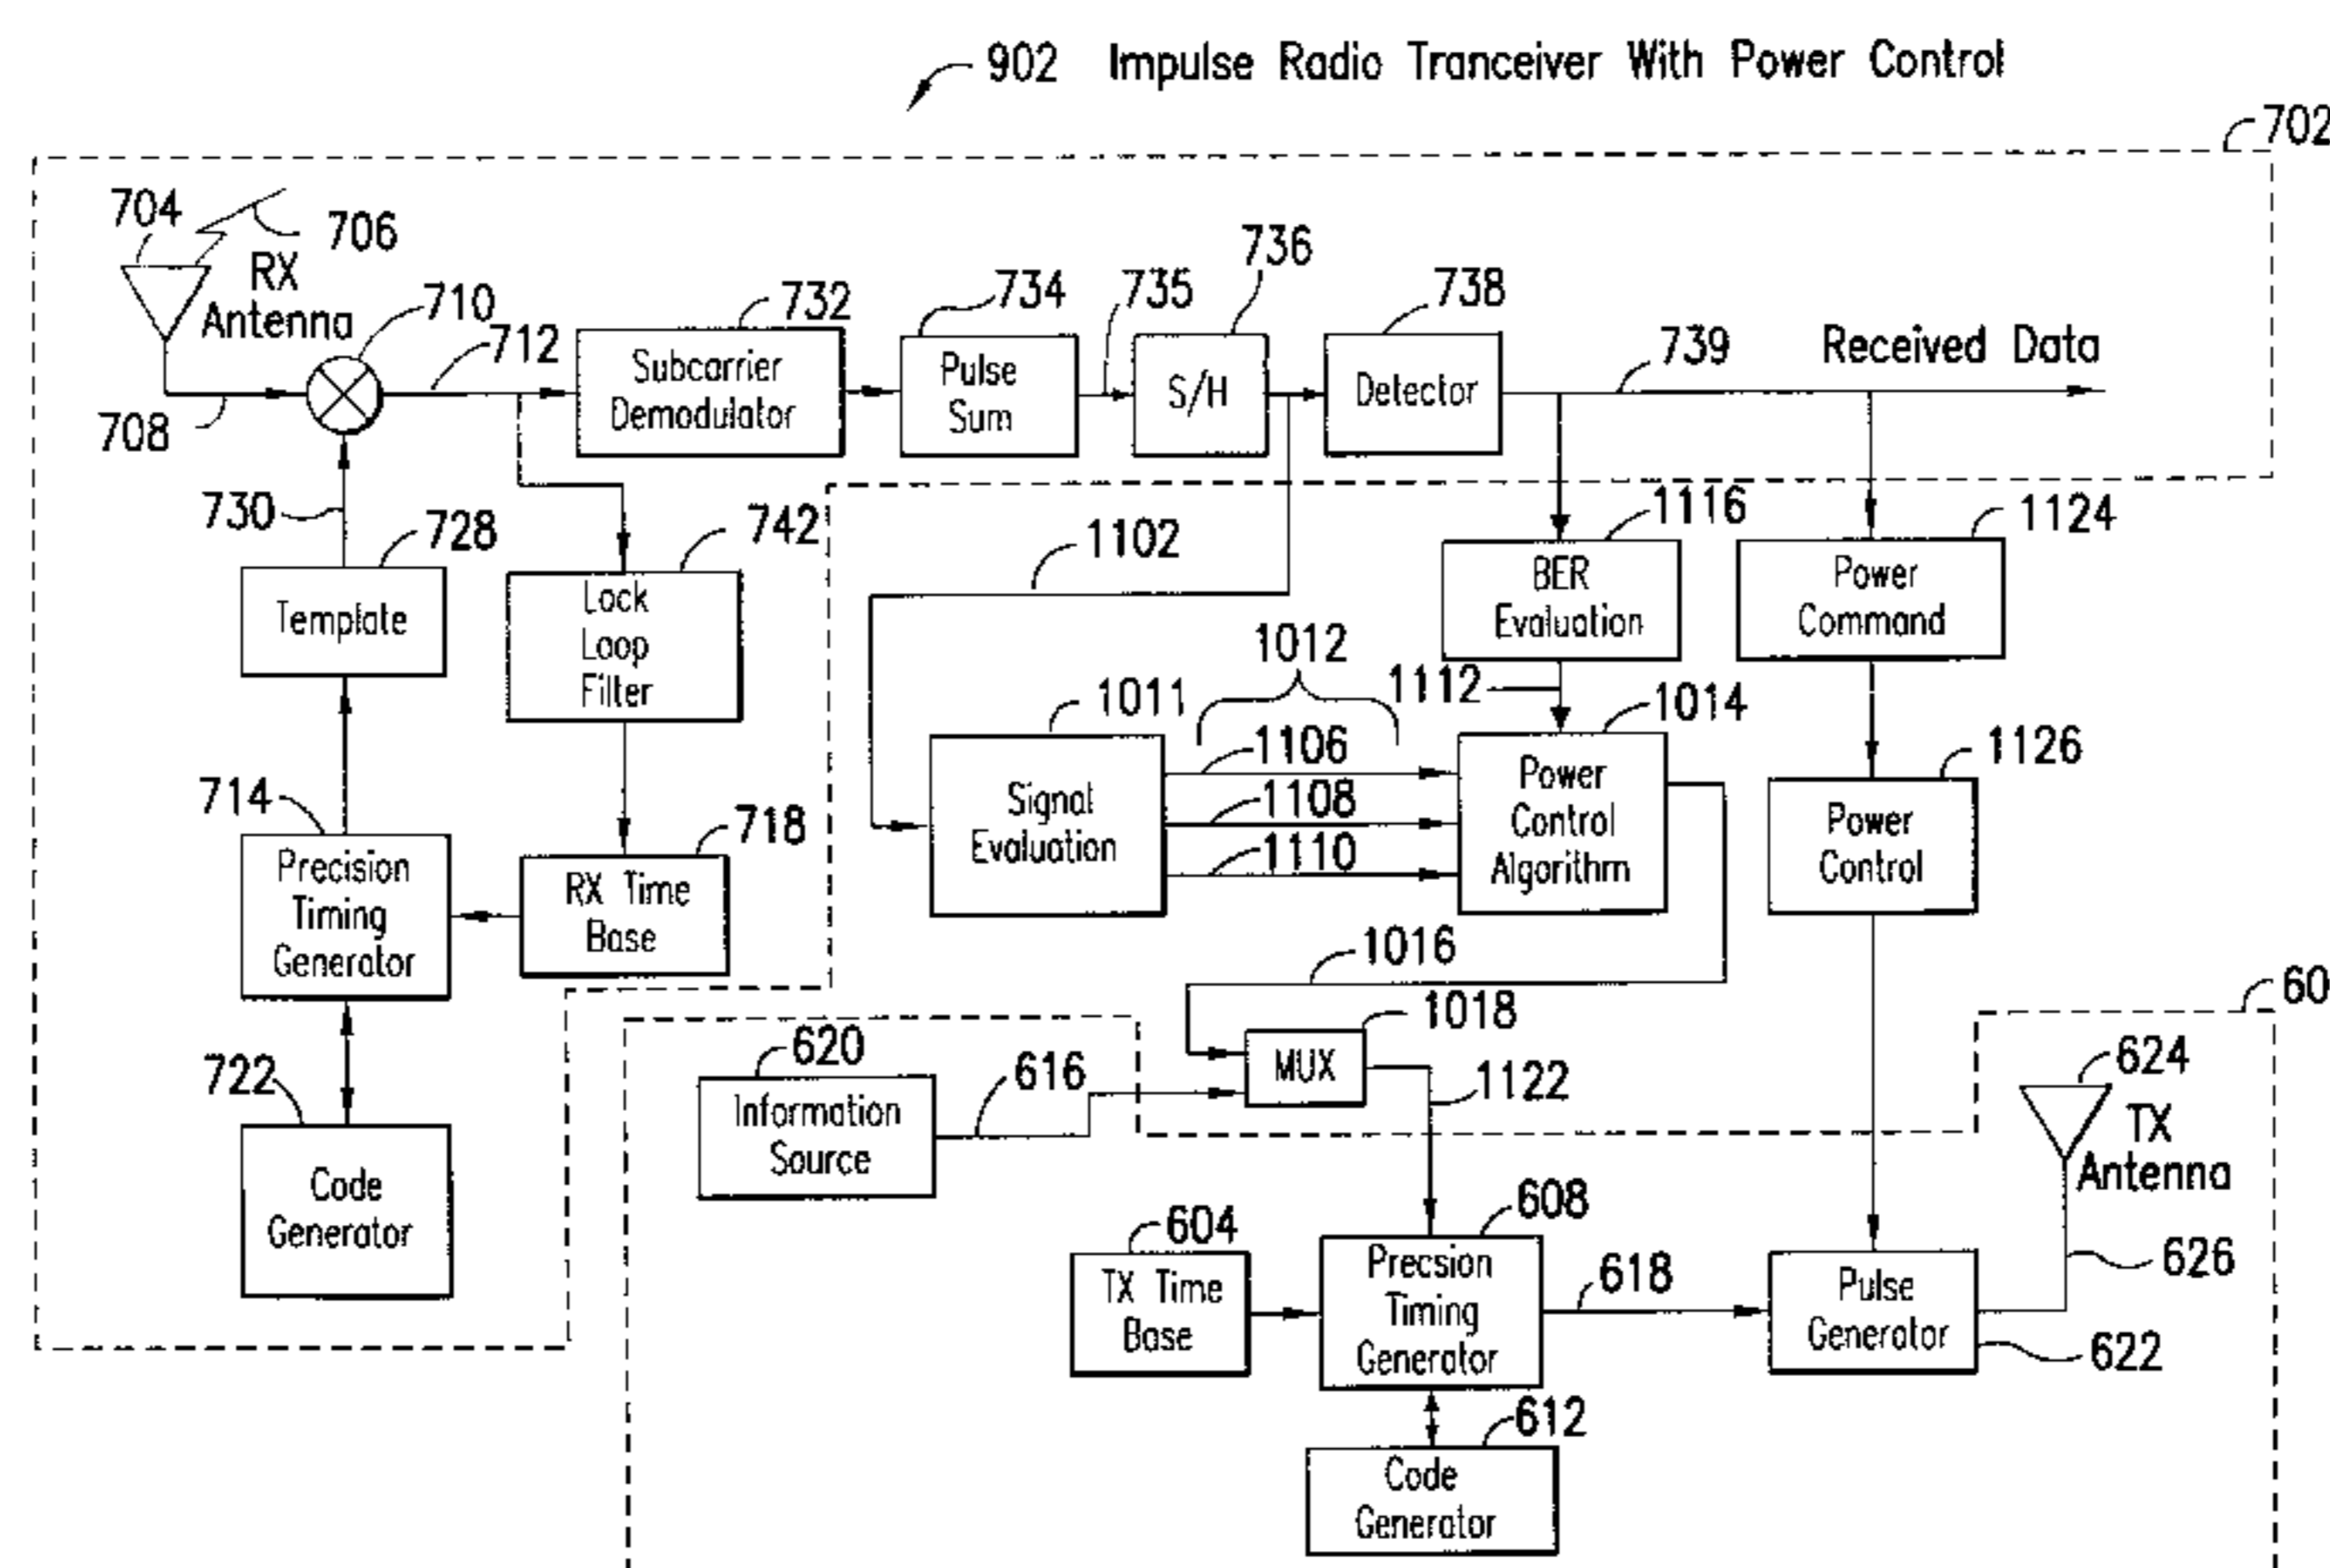 902 Impulse Radio Tranceiver With Power Control
702
704
706
RX
Antenna
708
710
712
732
Subcarrier
Demodulator
734
Pulse
Sum
735
736
S/H
738
Detector
739
Received Data
730
728
Template
742
Lock
Loop
Filter
1102
1116
BER
Evaluation
1124
Power
Command
714
Precision
Timing
Generator
718
RX Time
Base
1011
Signal
Evaluation
1012
1106
1108
1110
1112
1014
Power
Control
Algorithm
1126
Power
Control
722
Code
Generator
1016
1018
MUX
1122
60
620
Information
Source
616
624
TX
Antenna
626
604
TX Time
Base
608
Precsion
Timing
Generator
618
Pulse
Generator
622
612
Code
Generator